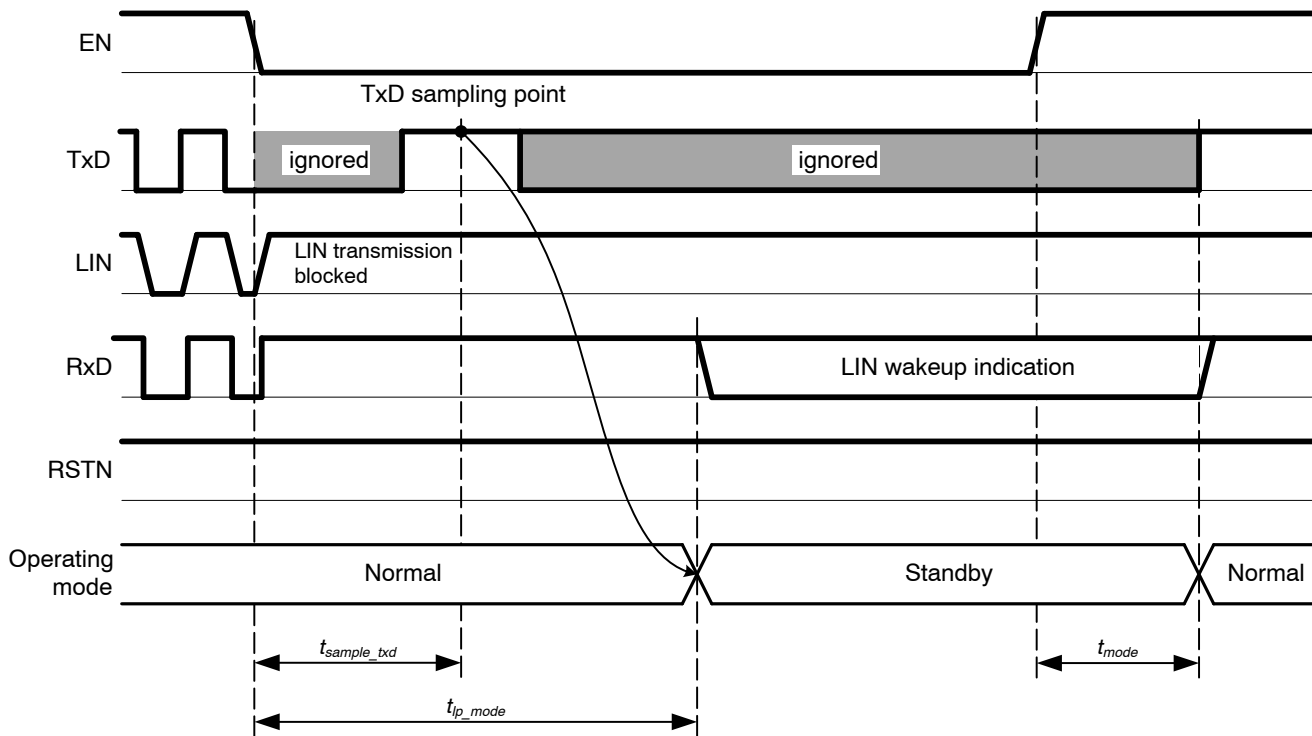 EN
TxD sampling point
TxD
ignored
ignored
LIN
LIN transmission
blocked
RxD
LIN wakeup indication
RSTN
Operating
mode
Normal
Standby
Normal
tsample_txd
tmode
tlp_mode